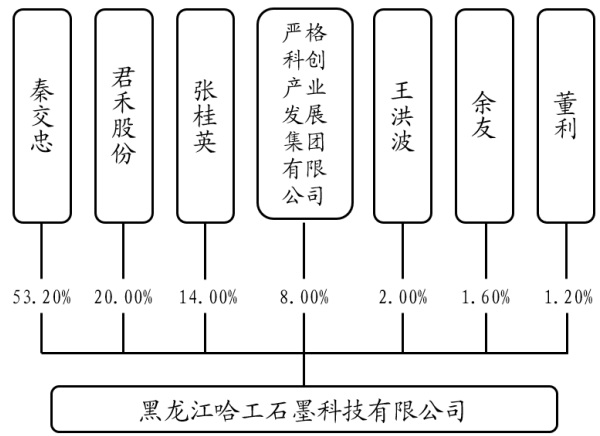 秦交忠
君禾股份
张桂英
严格
科创
产业
发展
集团
有限
公司
王洪波
余友
董利
53.20%
20.00%
14.00%
8.00%
2.00%
1.60%
1.20%
黑龙江哈工石墨科技有限公司